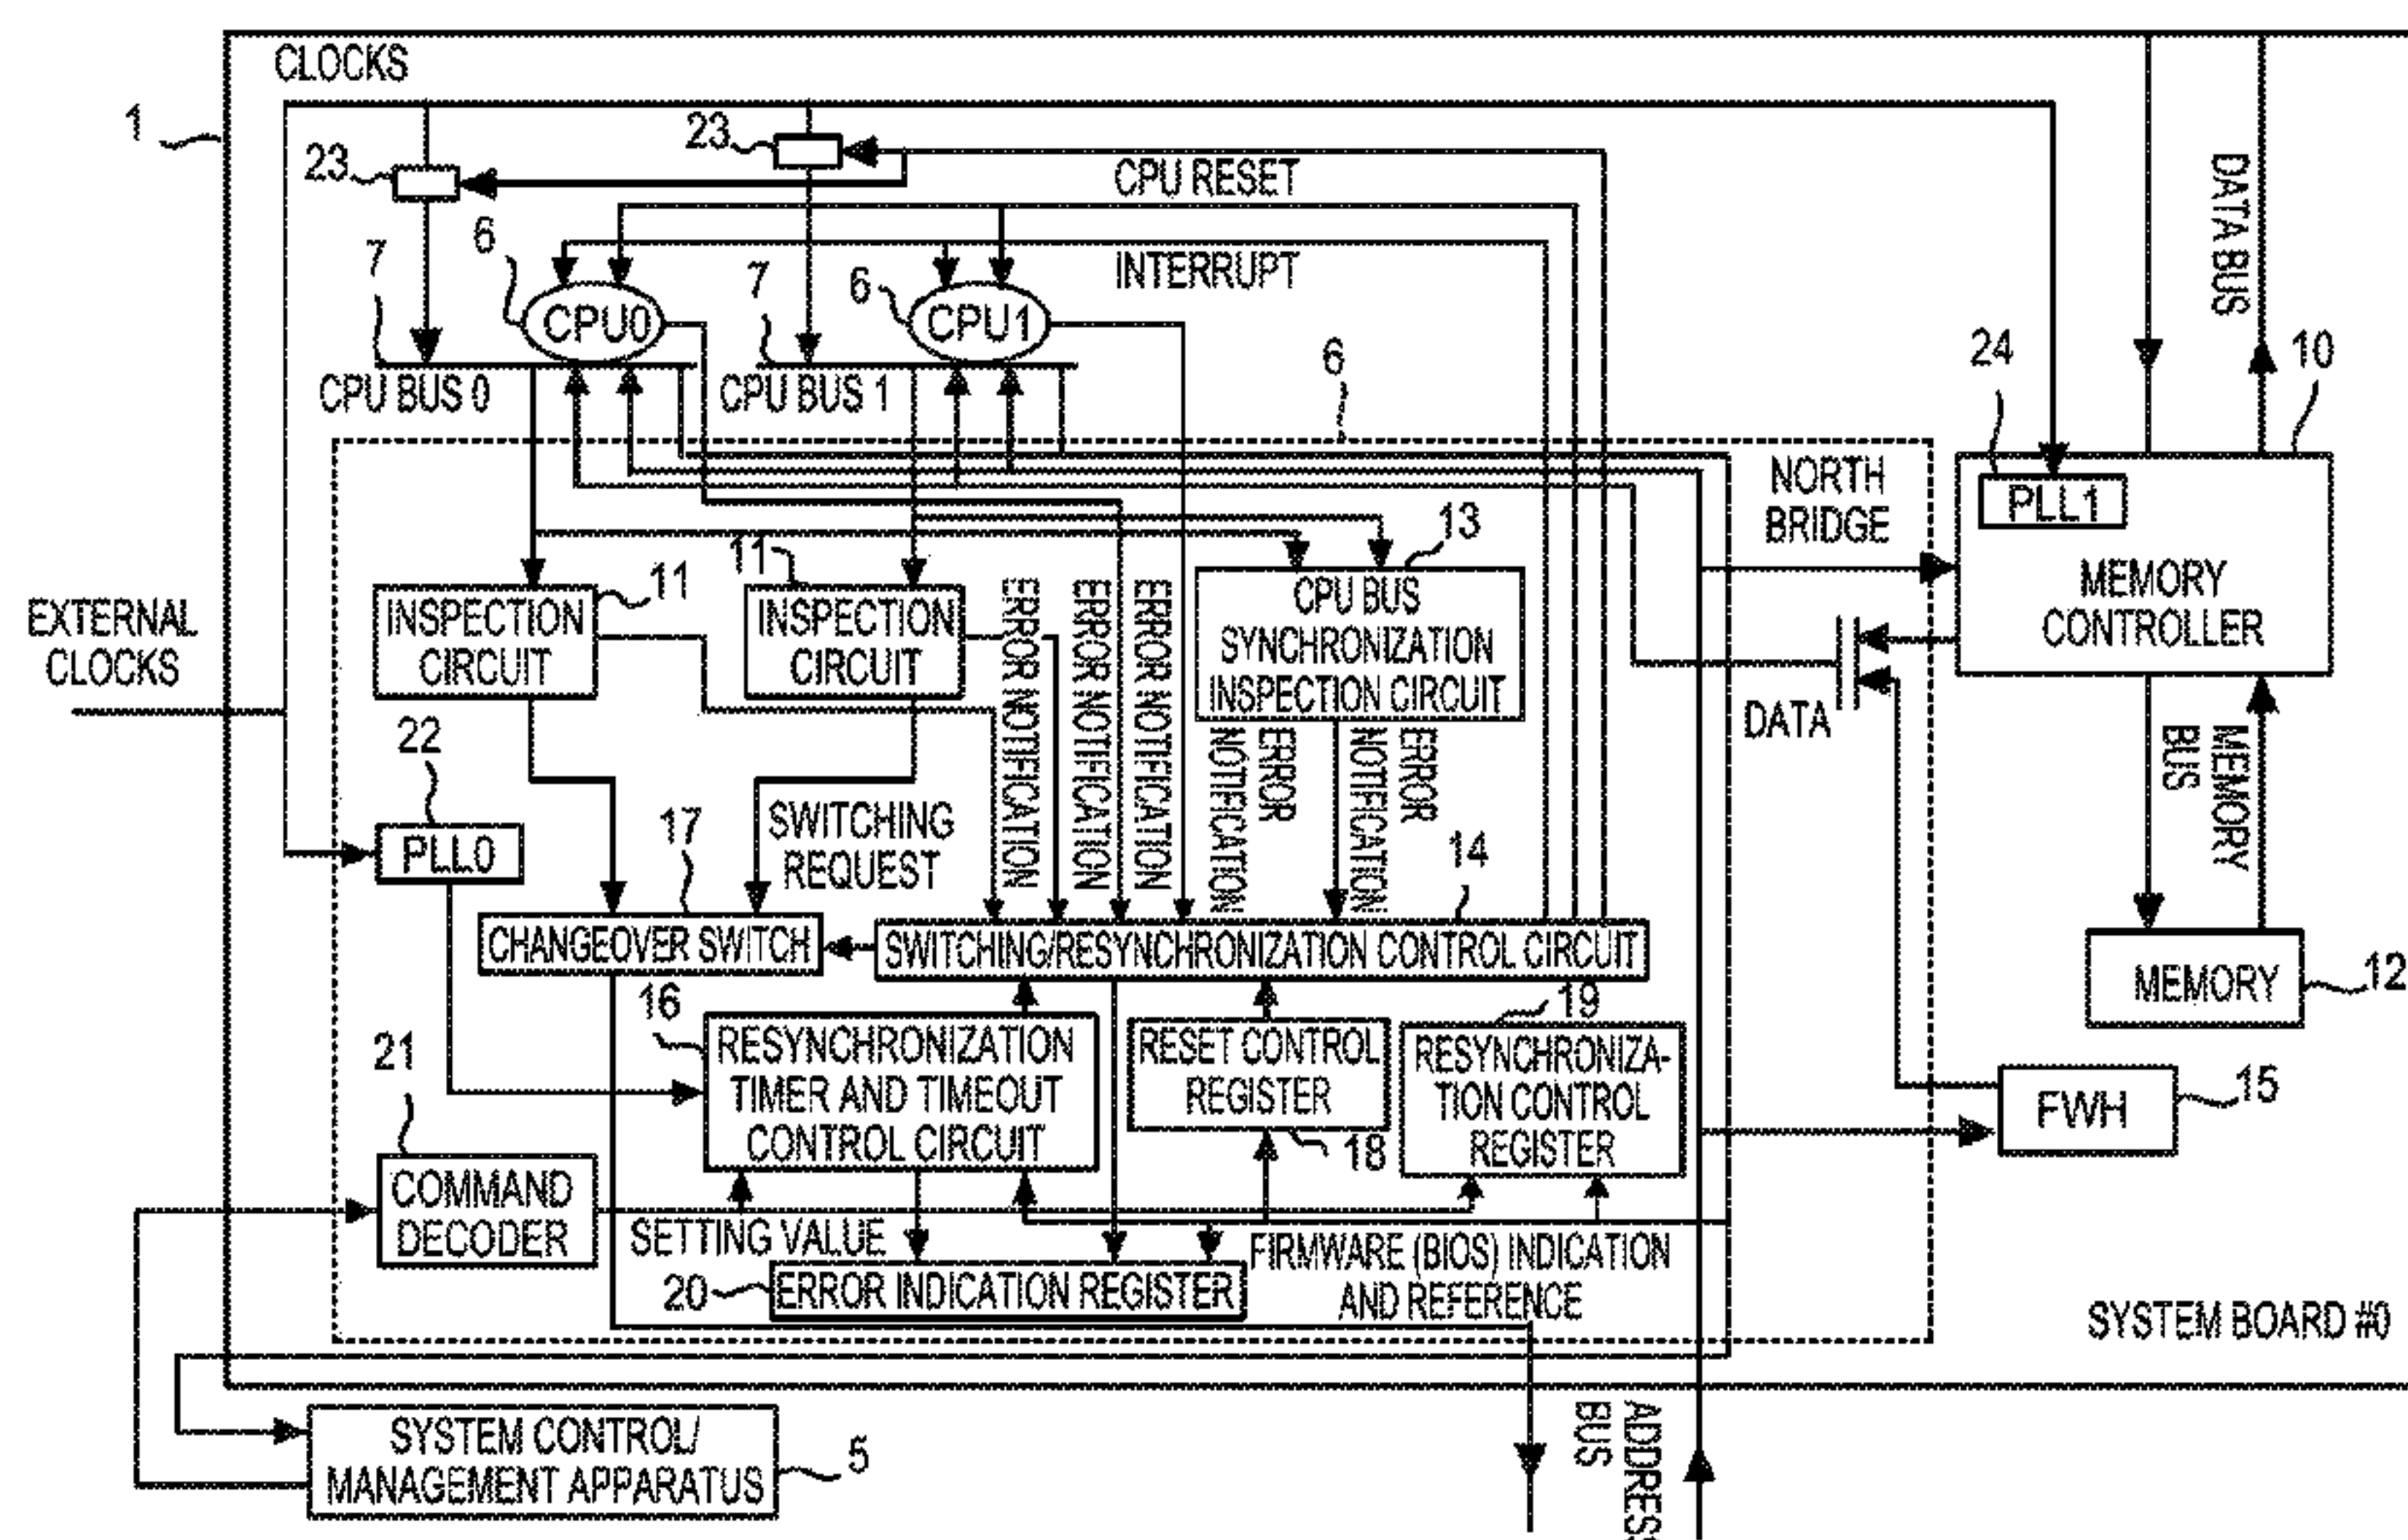 CLOCKS
1
23
23
CPU RESET
DATA BUS
7
6
7
6
INTERRUPT
CPU0
CPU1
CPU BUS 0
CPU BUS 1
6
24
10
NORTH
BRIDGE
PLL1
MEMORY
CONTROLLER
13
11
11
EXTERNAL
CLOCKS
INSPECTION
CIRCUIT
INSPECTION
CIRCUIT
ERROR NOTIFICATION
ERROR NOTIFICATION
ERROR NOTIFICATION
CPU BUS
SYNCHRONIZATION
INSPECTION CIRCUIT
DATA
ERROR
NOTIFICATION
ERROR
NOTIFICATION
MEMORY
BUS
22
PLL0
17
SWITCHING
REQUEST
14
CHANGEOVER SWITCH
SWITCHING/RESYNCHRONIZATION CONTROL CIRCUIT
MEMORY
12
16
RESYNCHRONIZATION
TIMER AND TIMEOUT
CONTROL CIRCUIT
RESET CONTROL
REGISTER
18
19
RESYNCHRONIZA-
TION CONTROL
REGISTER
FWH
15
21
COMMAND
DECODER
SETTING VALUE
20
ERROR INDICATION REGISTER
FIRMWARE (BIOS) INDICATION
AND REFERENCE
SYSTEM BOARD #0
SYSTEM CONTROL/
MANAGEMENT APPARATUS
5
ADDRES
BUS